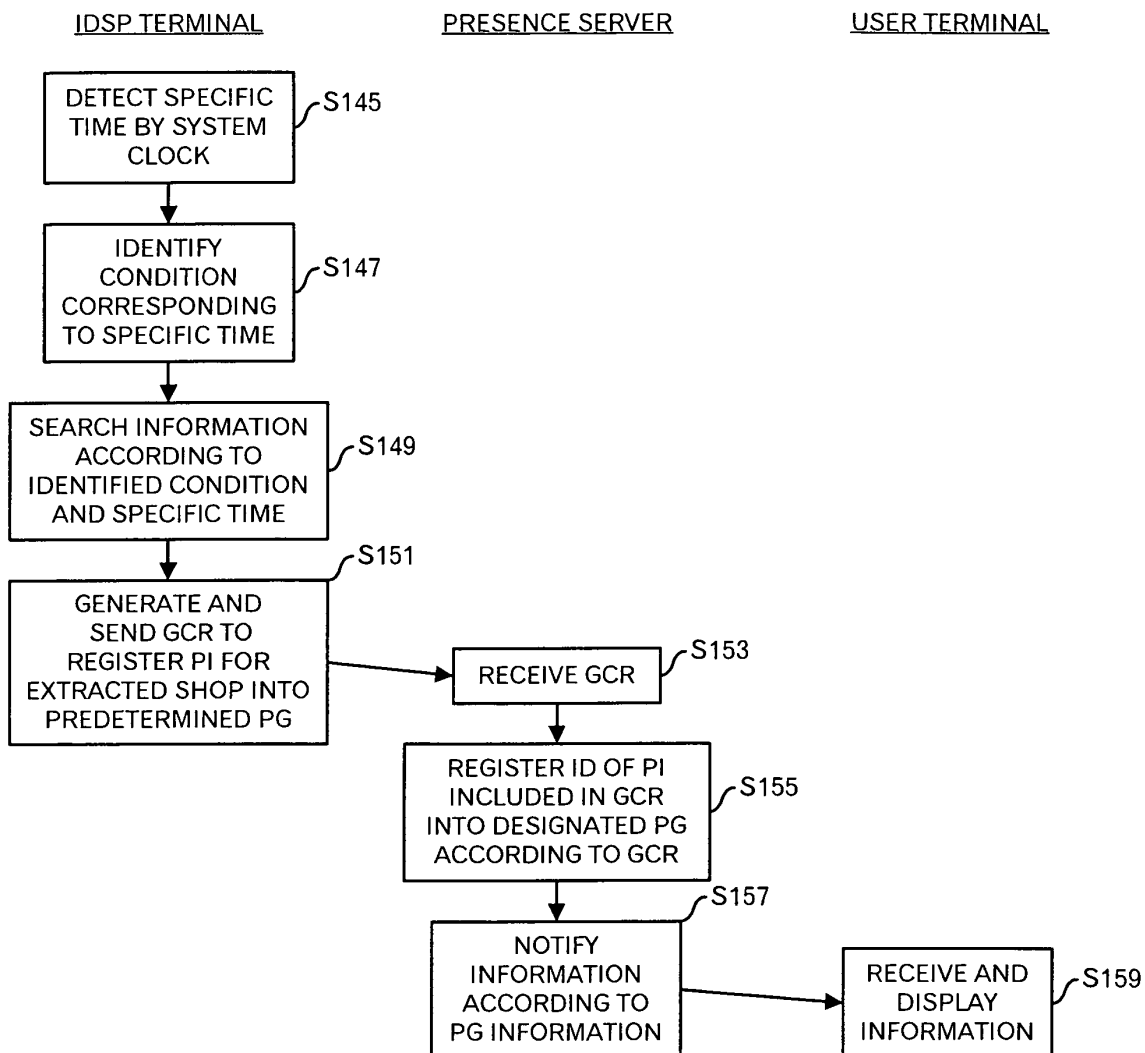 IDSP TERMINAL
PRESENCE SERVER
USER TERMINAL
DETECT SPECIFIC
TIME BY SYSTEM
CLOCK
S145
IDENTIFY
CONDITION
CORRESPONDING
TO SPECIFIC TIME
S147
SEARCH INFORMATION
ACCORDING TO
IDENTIFIED CONDITION
AND SPECIFIC TIME
S149
GENERATE AND
SEND GCR TO
REGISTER PI FOR
EXTRACTED SHOP INTO
PREDETERMINED PG
S151
RECEIVE GCR
S153
REGISTER ID OF PI
INCLUDED IN GCR
INTO DESIGNATED PG
ACCORDING TO GCR
S155
NOTIFY
INFORMATION
ACCORDING TO
PG INFORMATION
S157
RECEIVE AND
DISPLAY
INFORMATION
S159